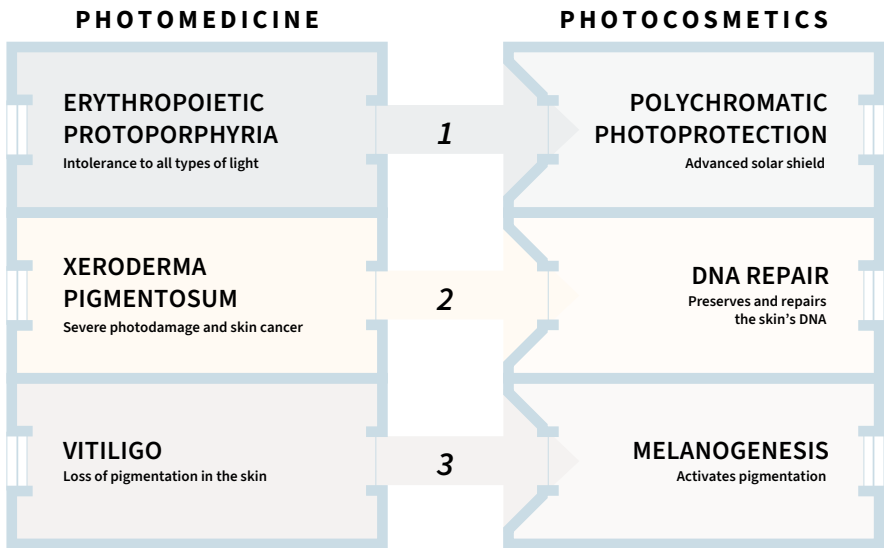 PHOTOMEDICINE
PHOTOCOSMETICS
ERYTHROPOIETIC
PROTOPORPHYRIA
Intolerance to all types of light
1
POLYCHROMATIC
PHOTOPROTECTION
Advanced solar shield
XERODERMA
PIGMENTOSUM
Severe photodamage and skin cancer
2
DNA REPAIR
Preserves and repairs
the skin’s DNA
VITILIGO
Loss of pigmentation in the skin
3
MELANOGENESIS
Activates pigmentation